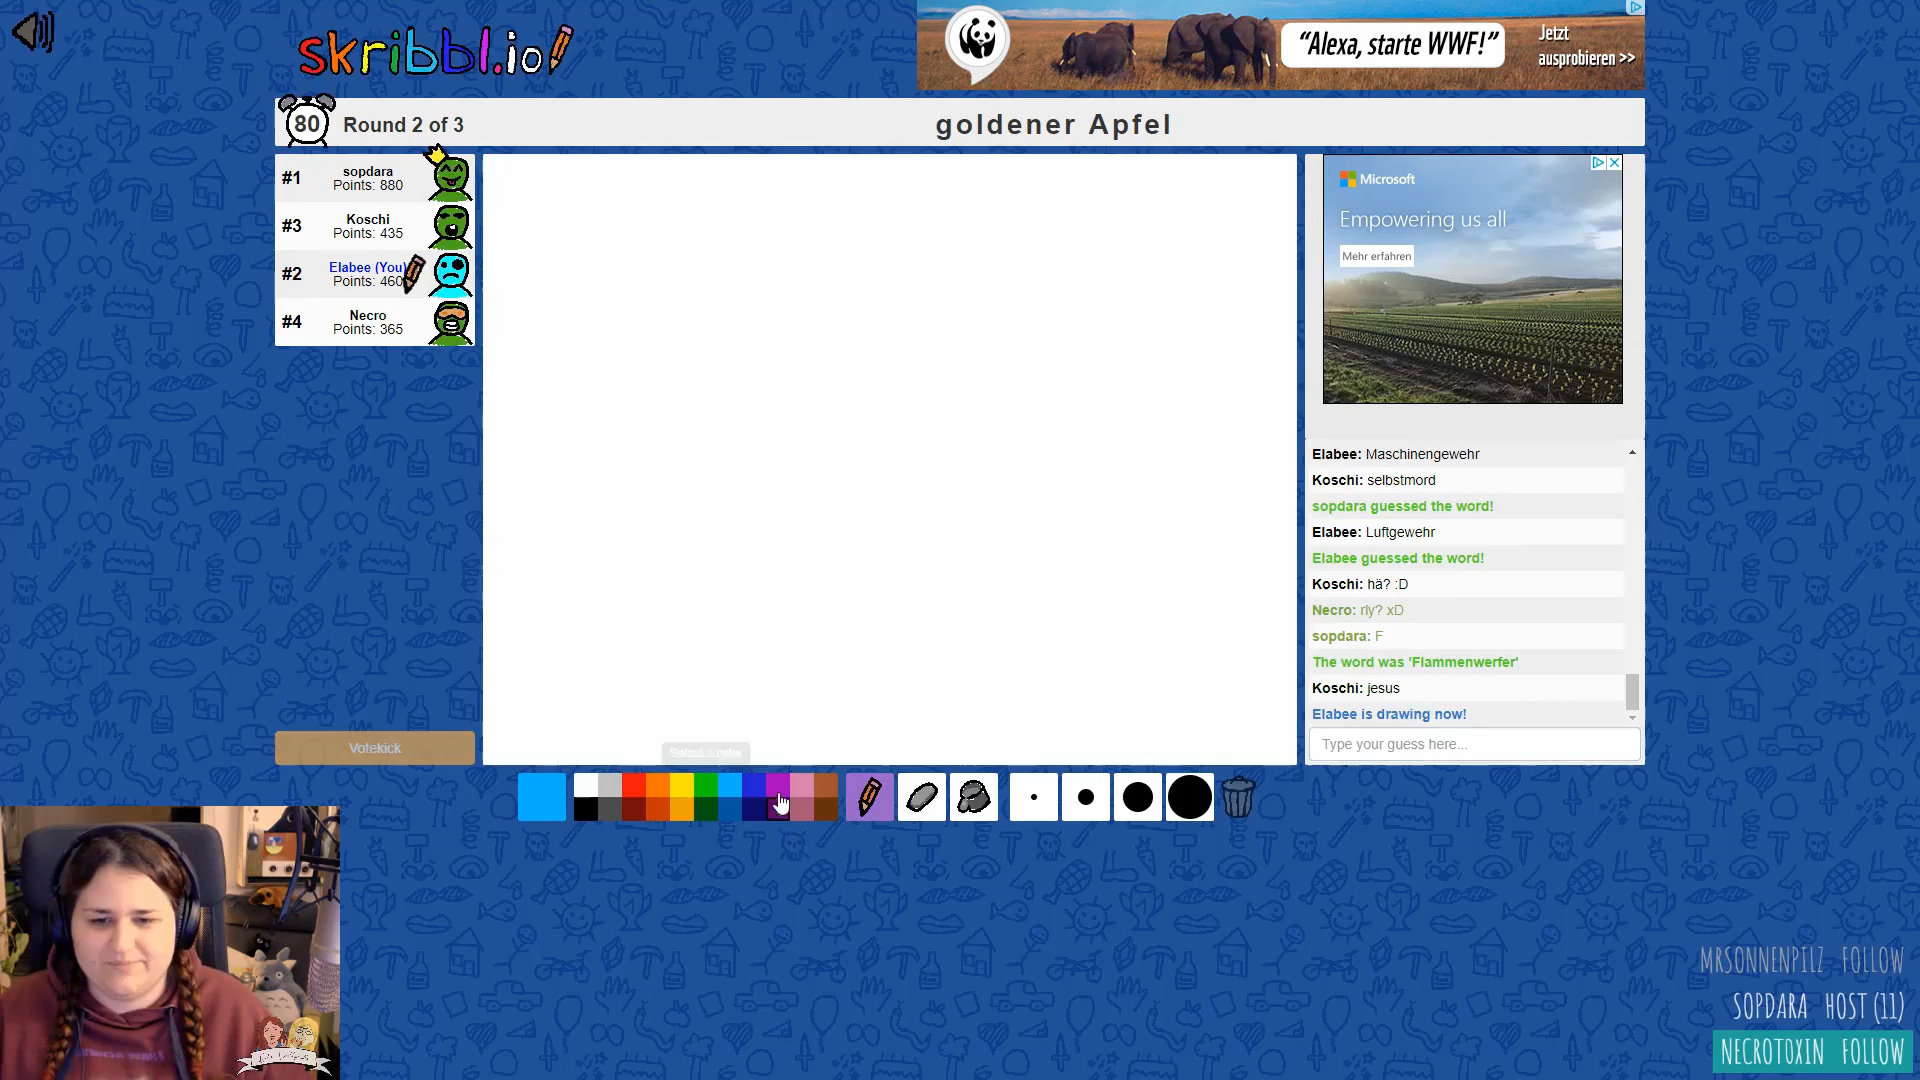 skribbl.io
"Alexa, starte WWF!"
Jetzt
ausprobieren >>
80
Round 2 of 3
goldener Apfel
#1
sopdara
Points: 880
#3
Koschi
Points: 435
#2
Elabee (You)
Points: 460
#4
Necro
Points: 365
Votekick
Microsoft
Empowering us all
Mehr erfahren
Elabee: Maschinengewehr
Koschi: selbstmord
sopdara guessed the word!
Elabee: Luftgewehr
Elabee guessed the word!
Koschi: hä? :D
Necro: rly? xD
sopdara: F
The word was 'Flammenwerfer'
Koschi: jesus
Elabee is drawing now!
Type your guess here...
MRSONNENPILZ FOLLOW
SOPDARA HOST (11)
NECROTOXIN FOLLOW